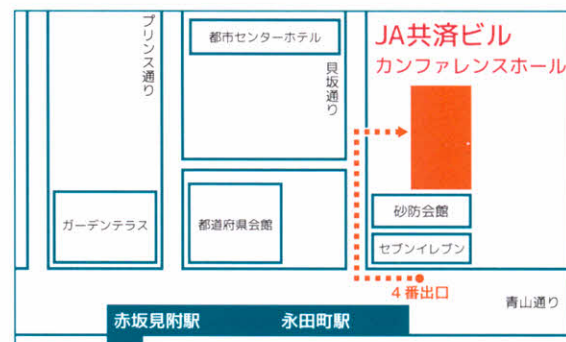 プリンス通り
都市センターホテル
貝坂通り
JA共済ビル
カンファレンスホール
ガーデンテラス
都道府県会館
砂防会館
セブンイレブン
4番出口
青山通り
赤坂見附駅
永田町駅